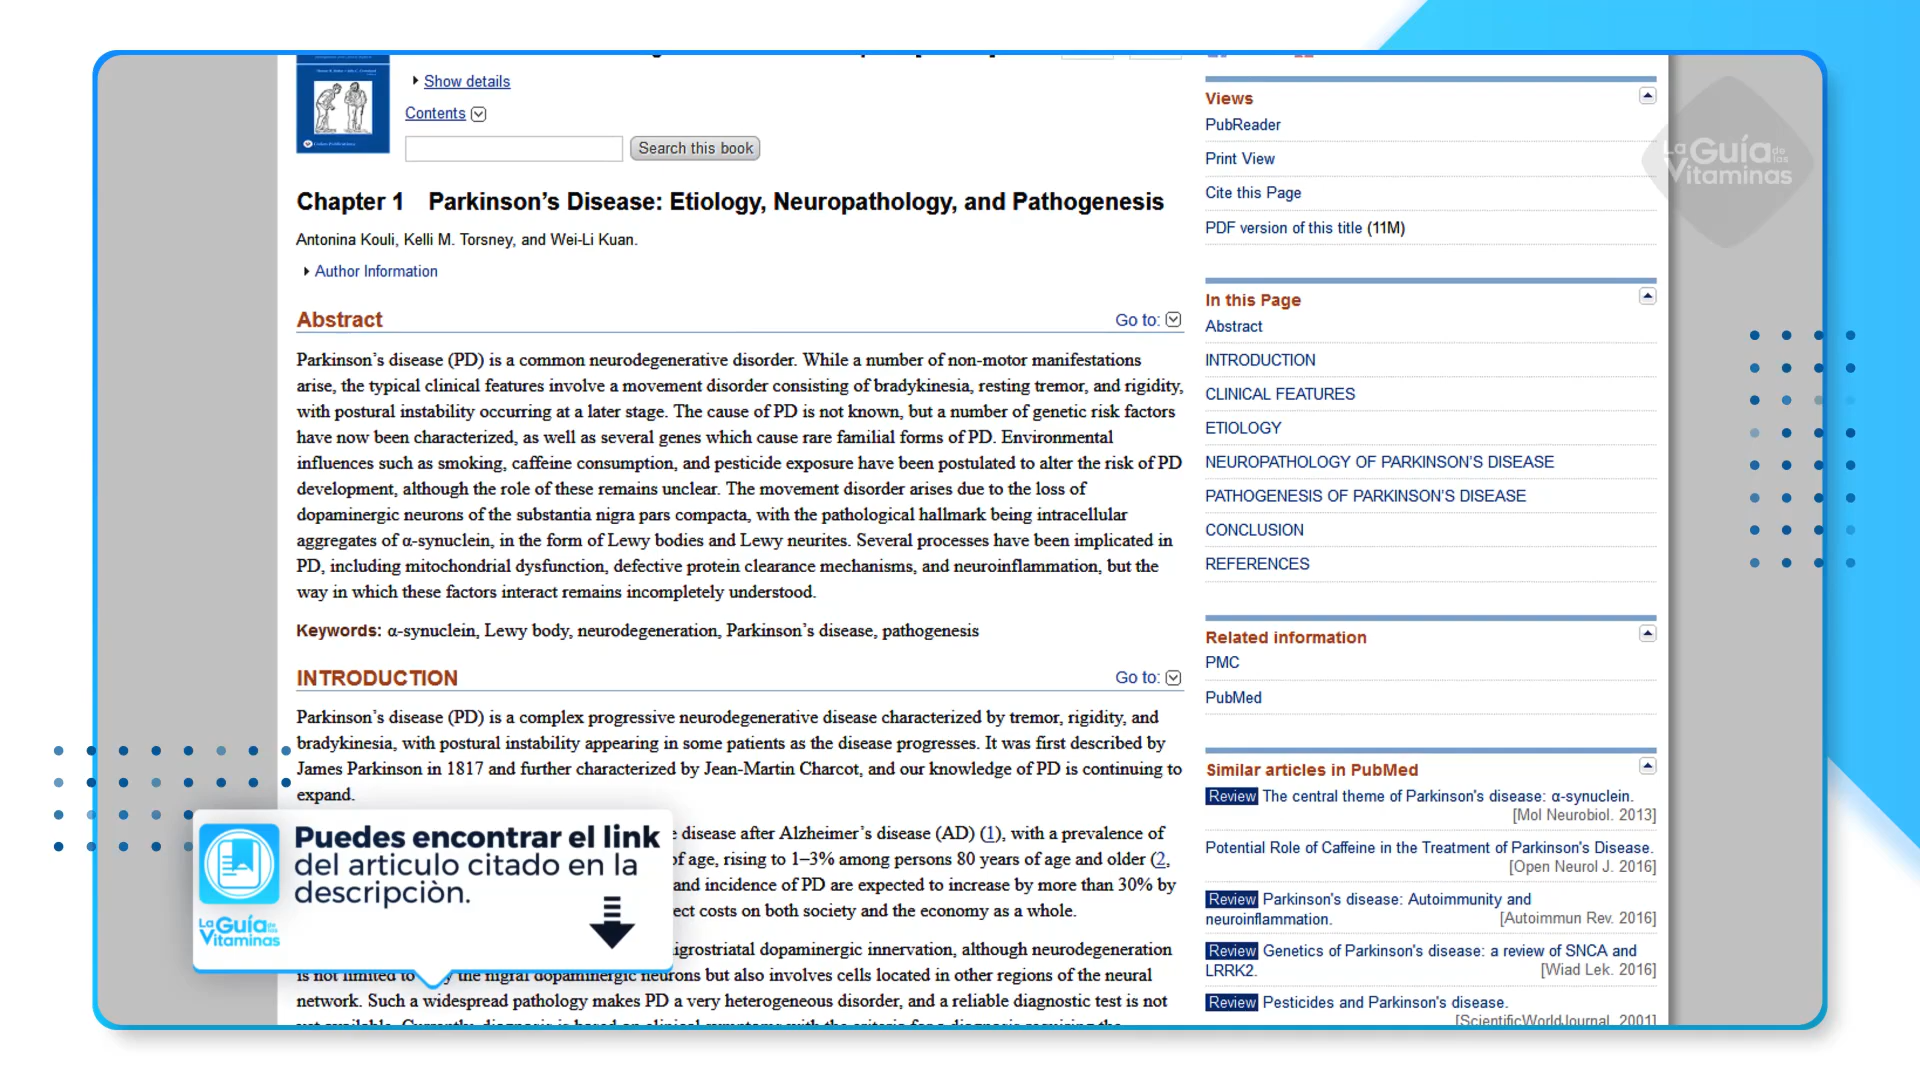 Show details
Contents
Search this book
Chapter 1 Parkinson's Disease: Etiology, Neuropathology, and Pathogenesis
Antonina Kouli, Kelli M. Torsney, and Wei-Li Kuan.
Author Information
Abstract
Go to:
Parkinson's disease (PD) is a common neurodegenerative disorder. While a number of non-motor manifestations
arise, the typical clinical features involve a movement disorder consisting of bradykinesia, resting tremor, and rigidity,
with postural instability occurring at a later stage. The cause of PD is not known, but a number of genetic risk factors
have now been characterized, as well as several genes which cause rare familial forms of PD. Environmental
influences such as smoking, caffeine consumption, and pesticide exposure have been postulated to alter the risk of PD
development, although the role of these remains unclear. The movement disorder arises due to the loss of
dopaminergic neurons of the substantia nigra pars compacta, with the pathological hallmark being intracellular
aggregates of α-synuclein, in the form of Lewy bodies and Lewy neurites. Several processes have been implicated in
PD, including mitochondrial dysfunction, defective protein clearance mechanisms, and neuroinflammation, but the
way in which these factors interact remains incompletely understood.
Keywords: α-synuclein, Lewy body, neurodegeneration, Parkinson's disease, pathogenesis
INTRODUCTION
Go to:
Parkinson's disease (PD) is a complex progressive neurodegenerative disease characterized by tremor, rigidity, and
bradykinesia, with postural instability appearing in some patients as the disease progresses. It was first described by
James Parkinson in 1817 and further characterized by Jean-Martin Charcot, and our knowledge of PD is continuing to
expand.
disease after Alzheimer's disease (AD) (1), with a prevalence of
of age, rising to 1–3% among persons 80 years of age and older (2,
and incidence of PD are expected to increase by more than 30% by
costs on both society and the economy as a whole.
dopaminergic innervation, although neurodegeneration
is not limited to the nigral dopaminergic neurons but also involves cells located in other regions of the neural
network. Such a widespread pathology makes PD a very heterogeneous disorder, and a reliable diagnostic test is not
Puedes encontrar el link
del articulo citado en la
descripciòn.
La Guía de las
Vitaminas
Views
PubReader
Print View
Cite this Page
PDF version of this title (11M)
In this Page
Abstract
INTRODUCTION
CLINICAL FEATURES
ETIOLOGY
NEUROPATHOLOGY OF PARKINSON'S DISEASE
PATHOGENESIS OF PARKINSON'S DISEASE
CONCLUSION
REFERENCES
Related information
PMC
PubMed
Similar articles in PubMed
Review The central theme of Parkinson's disease: α-synuclein.
[Mol Neurobiol. 2013]
Potential Role of Caffeine in the Treatment of Parkinson's Disease.
[Open Neurol J. 2016]
Review Parkinson's disease: Autoimmunity and
neuroinflammation. [Autoimmun Rev. 2016]
Review Genetics of Parkinson's disease: a review of SNCA and
LRRK2. [Wiad Lek. 2016]
Review Pesticides and Parkinson's disease.
[ScientificWorldJournal. 2001]
La Guía de las
Vitaminas